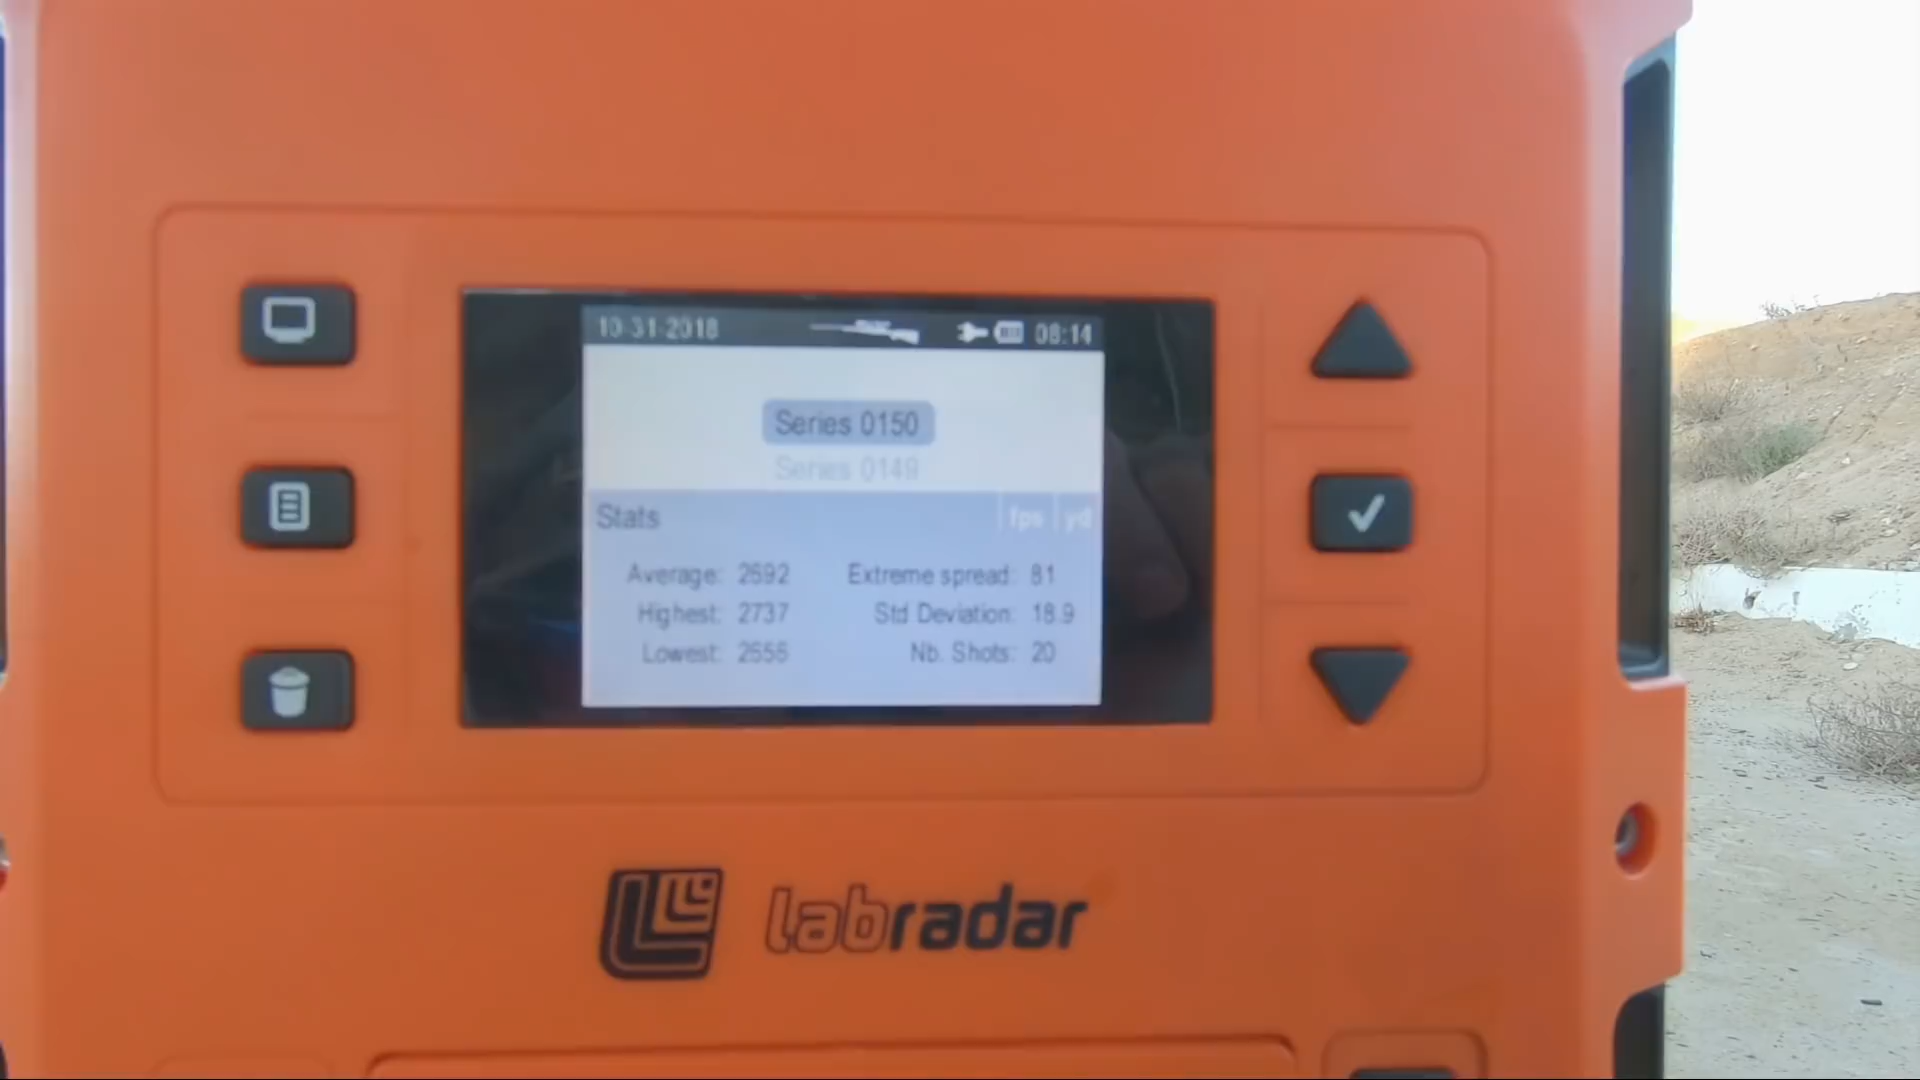 10-31-2018 08:14
Series 0150
Series 0149
Stats fps yd
Average: 2692 Extreme spread: 81
Highest: 2737 Std Deviation: 18.9
Lowest: 2656 Nb. Shots: 20
labradar